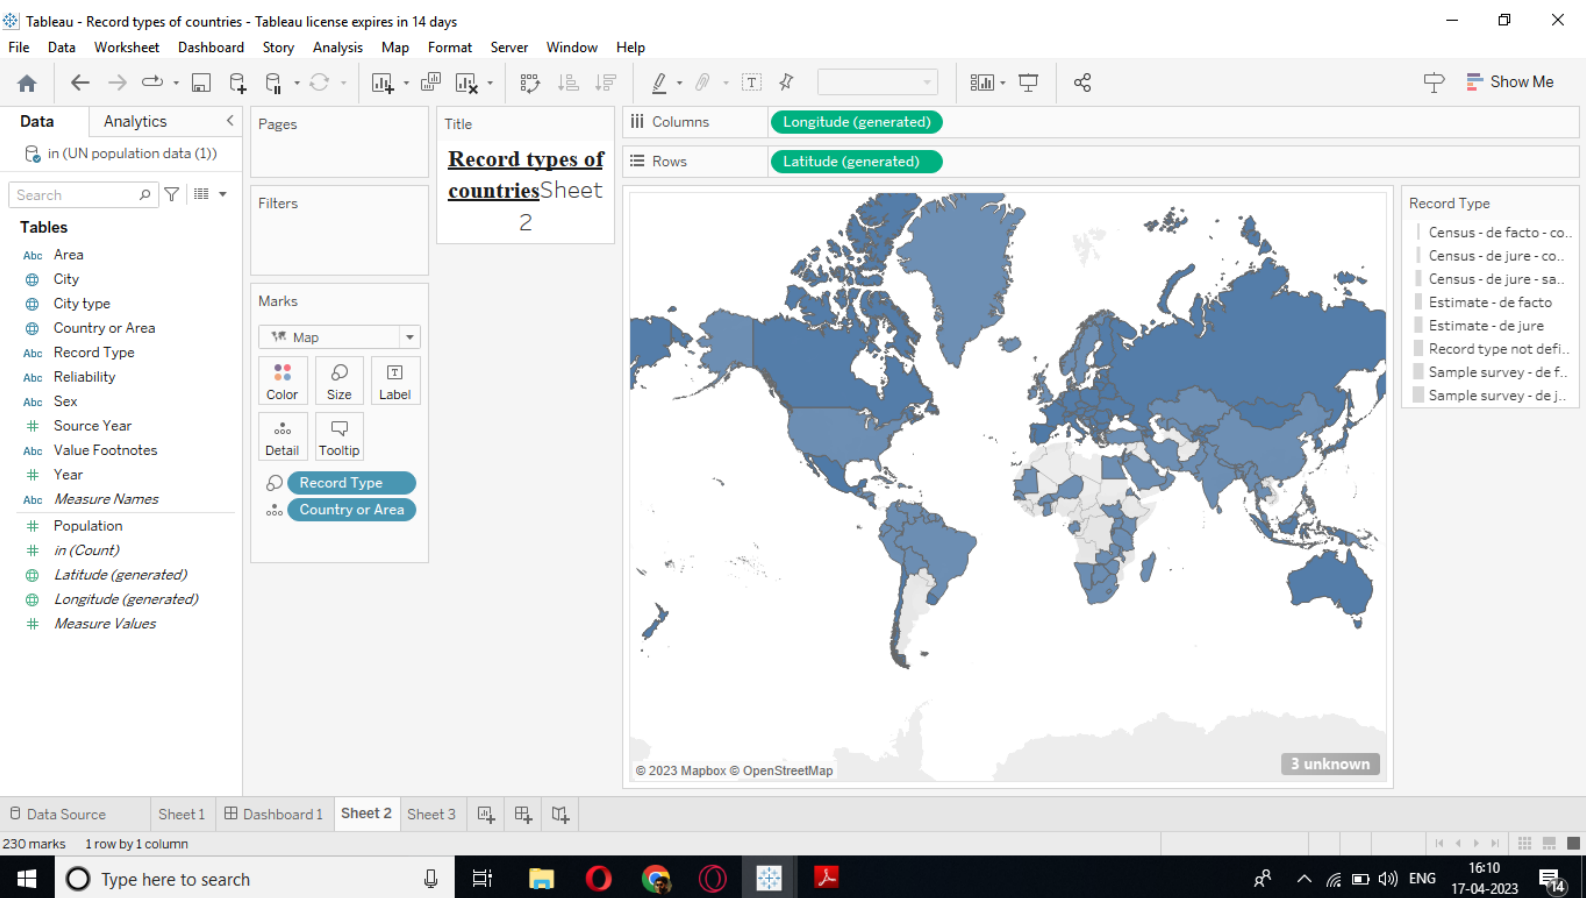 Tableau - Record types of countries - Tableau license expires in 14 days
File Data Worksheet Dashboard Story Analysis Map Format Server Window Help
Show Me
Data Analytics
in (UN population data (1))
Search
Tables
Abc Area
City
City type
Country or Area
Abc Record Type
Abc Reliability
Abc Sex
# Source Year
Abc Value Footnotes
# Year
Abc Measure Names
# Population
# in (Count)
Latitude (generated)
Longitude (generated)
# Measure Values
Pages
Filters
Marks
Map
Color Size Label
Detail Tooltip
Record Type
Country or Area
Title
Record types of
countriesSheet
2
Columns Longitude (generated)
Rows Latitude (generated)
© 2023 Mapbox © OpenStreetMap
3 unknown
Record Type
Census - de facto - co..
Census - de jure - co..
Census - de jure - sa..
Estimate - de facto
Estimate - de jure
Record type not defi..
Sample survey - de f..
Sample survey - de j..
Data Source Sheet 1 Dashboard 1 Sheet 2 Sheet 3
230 marks 1 row by 1 column
Type here to search
ENG
16:10
17-04-2023
14